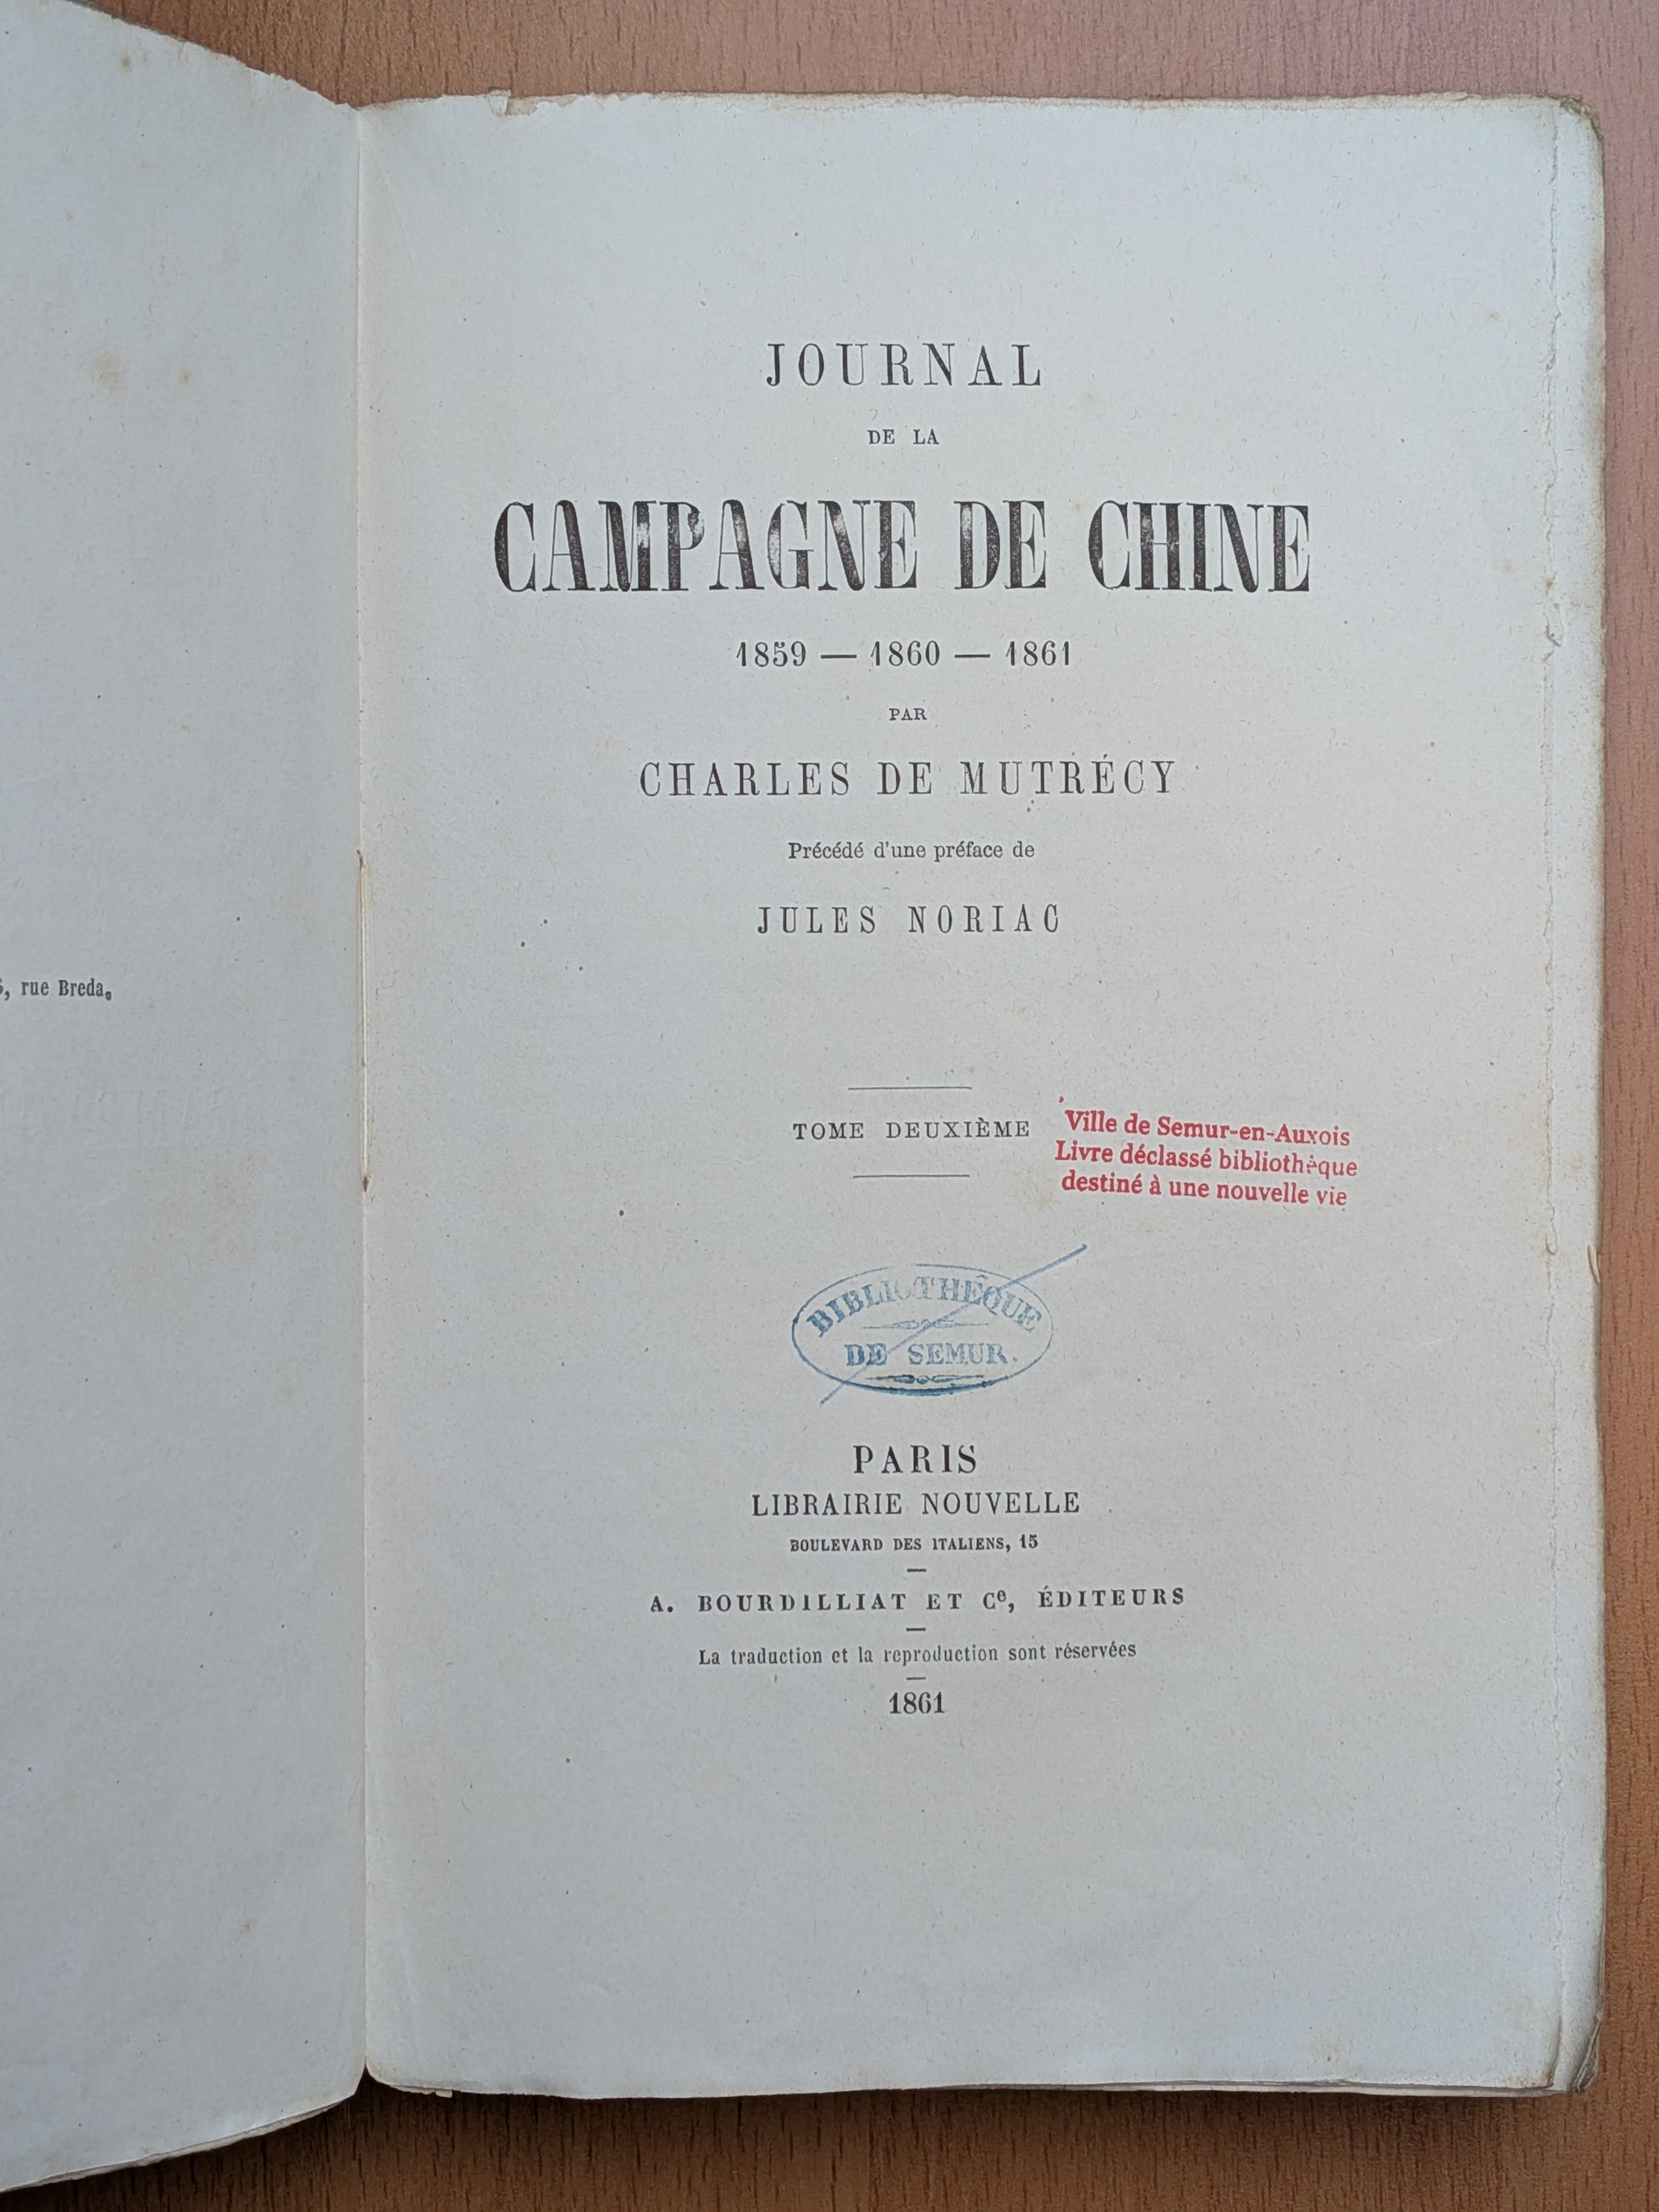 rue Breda.
JOURNAL
DE LA
CAMPAGNE DE CHINE
1859 — 1860 — 1861
PAR
CHARLES DE MUTRÉCY
Précédé d'une préface de
JULES NORIAC
TOME DEUXIÈME
Ville de Semur-en-Auxois
Livre déclassé bibliothèque
destiné à une nouvelle vie
BIBLIOTHÊQUE
DE SEMUR.
PARIS
LIBRAIRIE NOUVELLE
BOULEVARD DES ITALIENS, 15
A. BOURDILLIAT ET Cᵉ, ÉDITEURS
La traduction et la reproduction sont réservées
1861